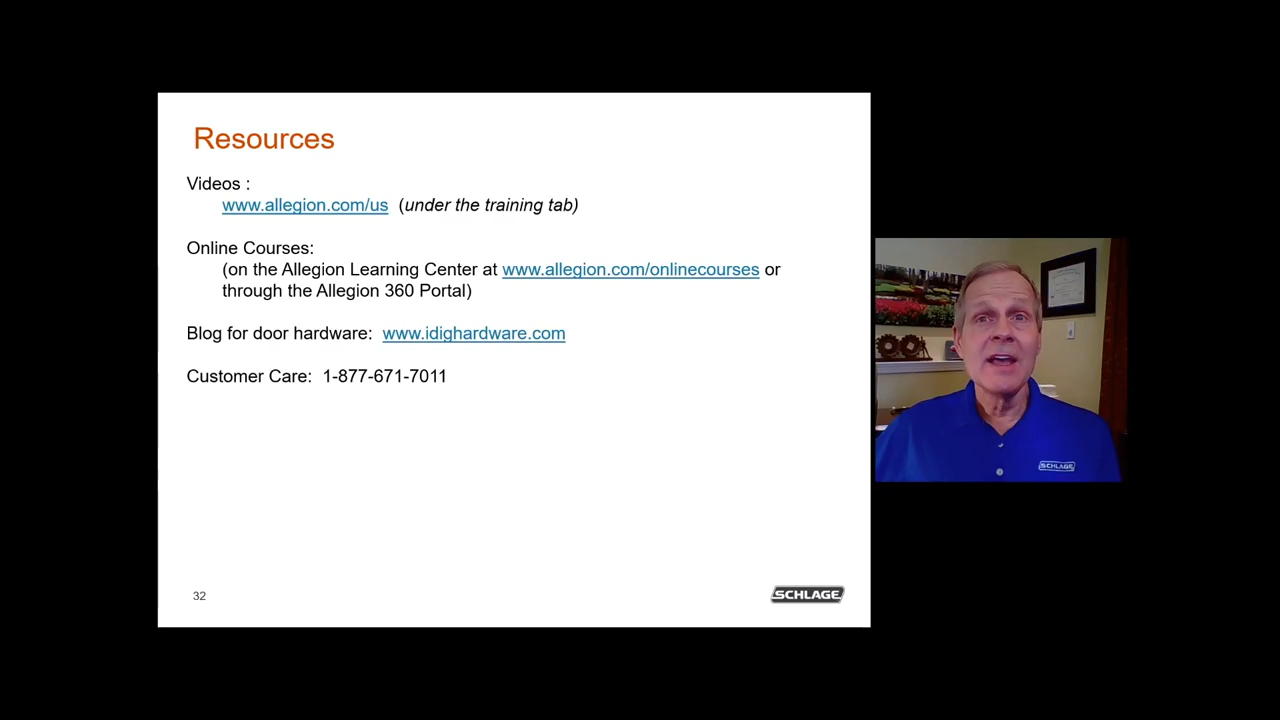 Resources
Videos :
www.allegion.com/us (under the training tab)
Online Courses:
(on the Allegion Learning Center at www.allegion.com/onlinecourses or
through the Allegion 360 Portal)
Blog for door hardware: www.idighardware.com
Customer Care: 1-877-671-7011
32
SCHLAGE
SCHLAGE